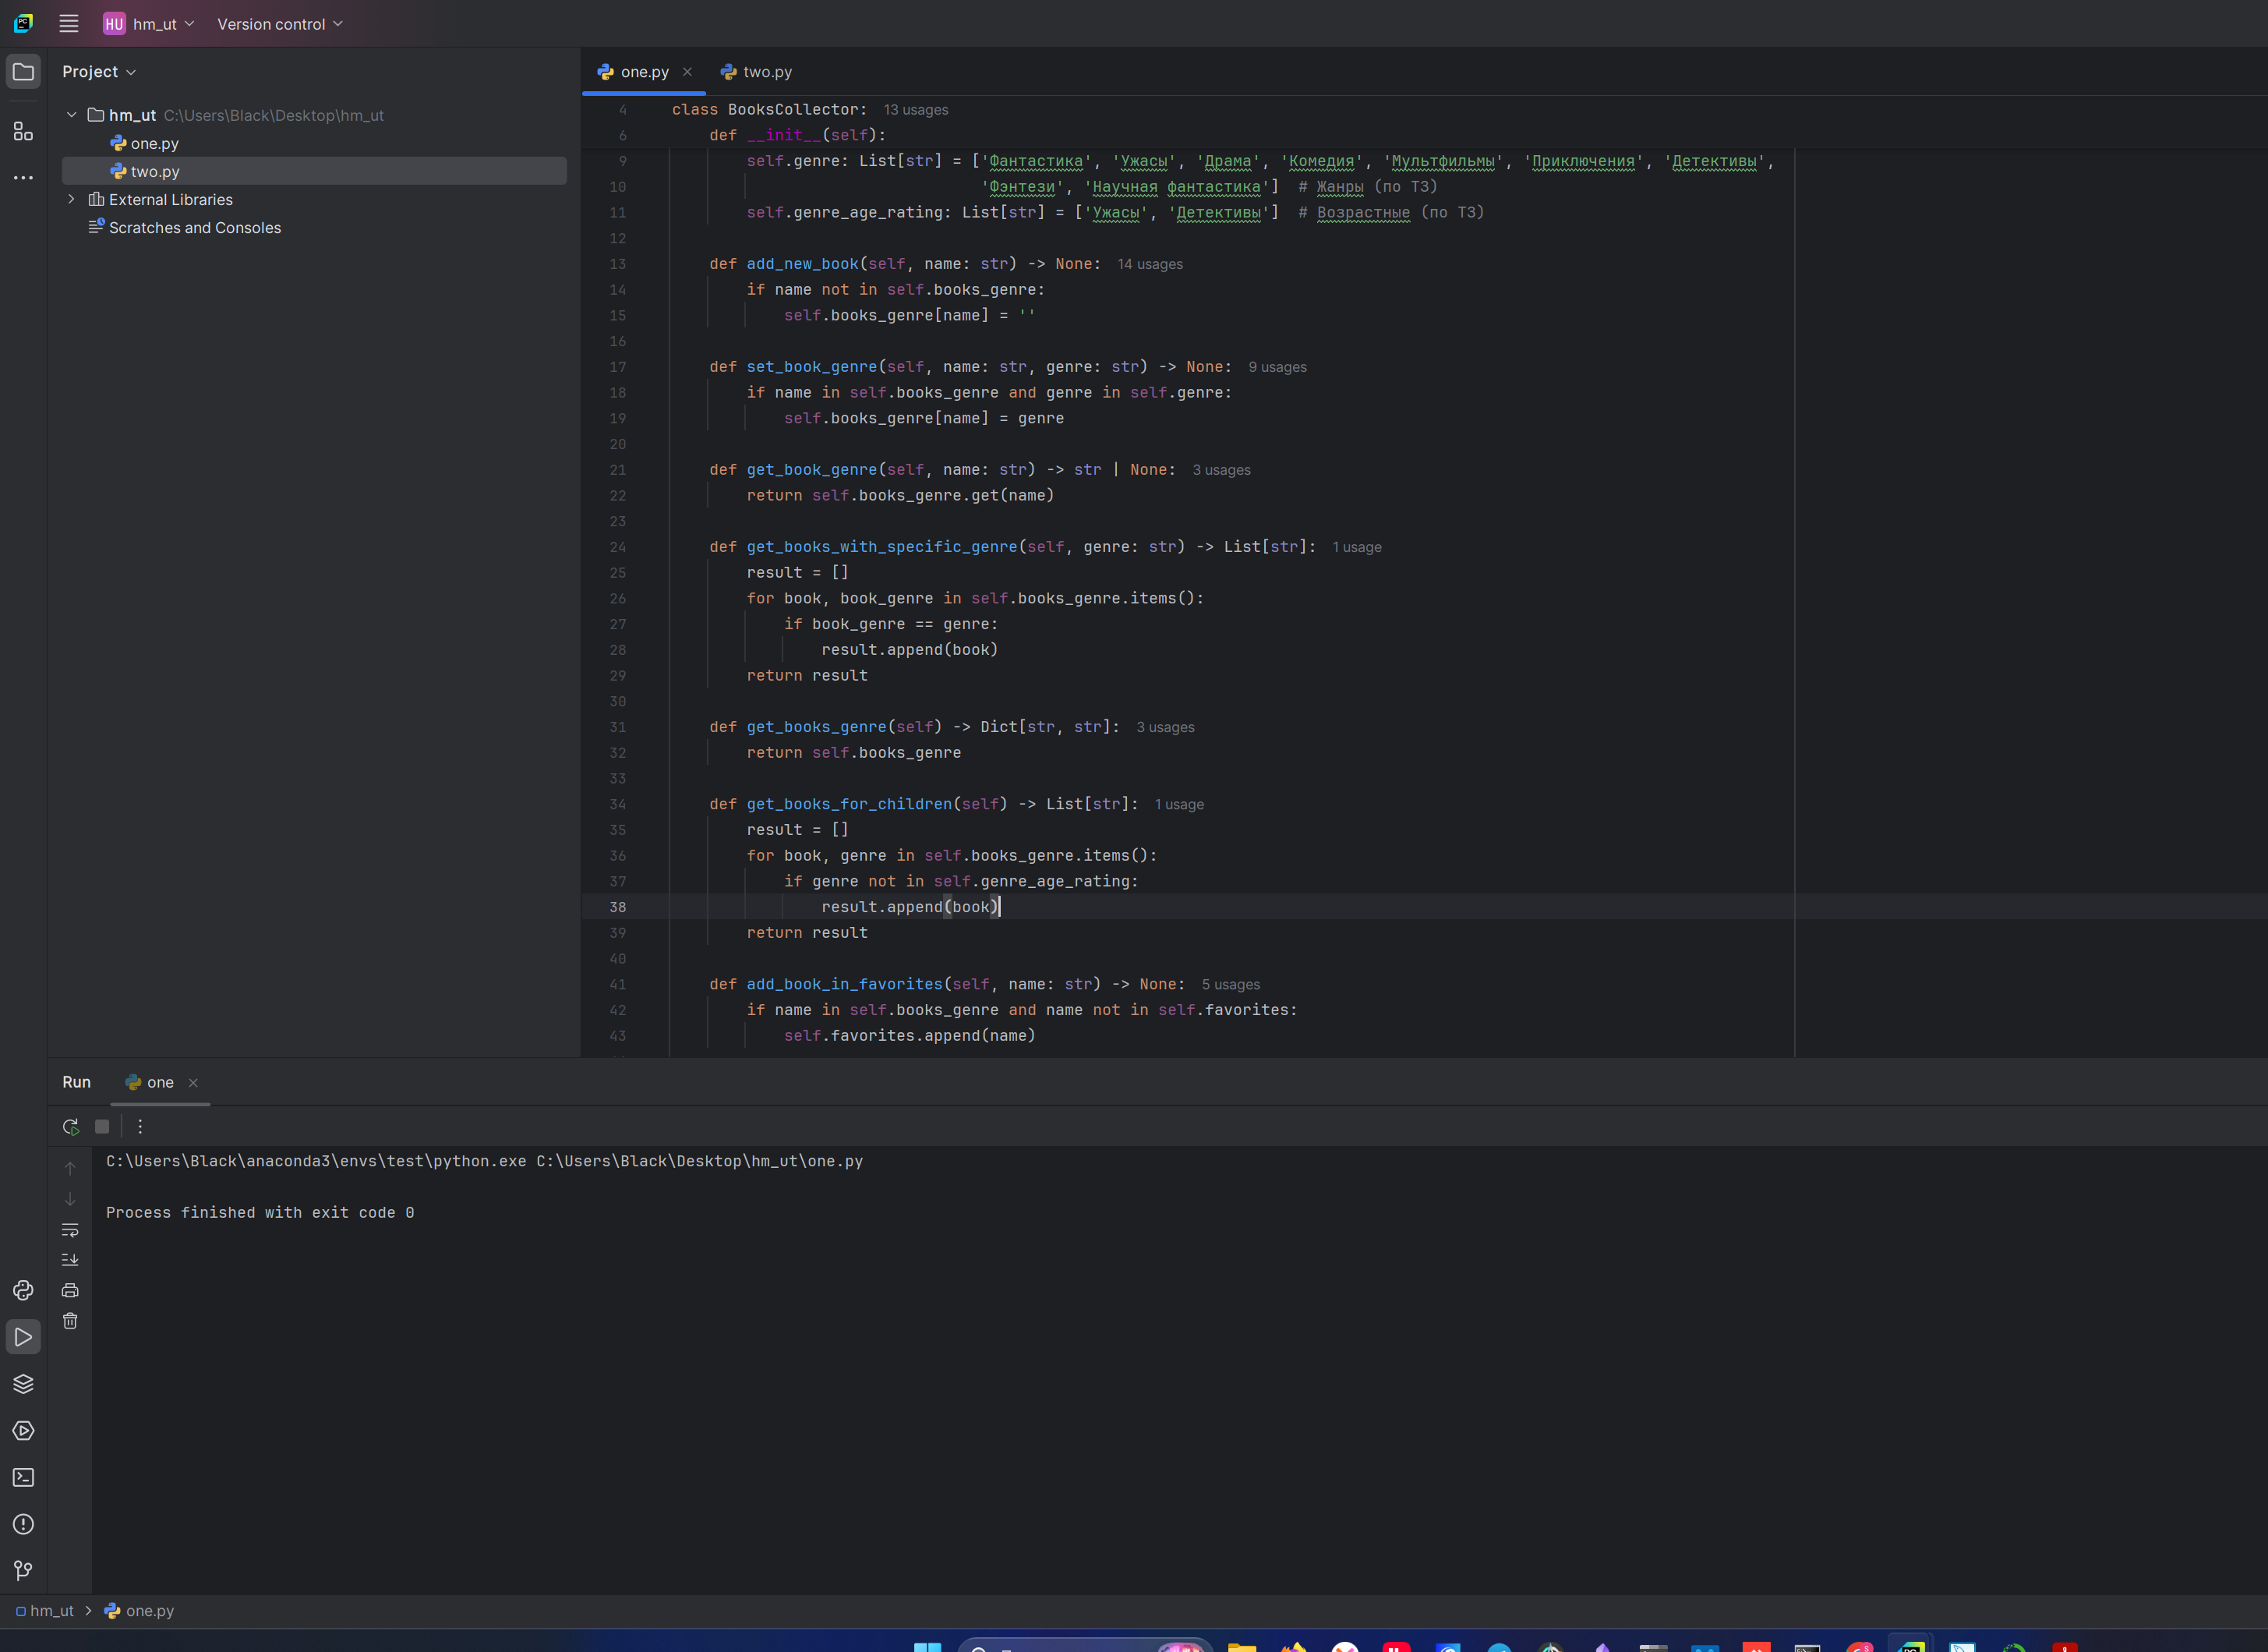 HU hm_ut Version control
Project
hm_ut C:\Users\Black\Desktop\hm_ut
one.py
two.py
External Libraries
Scratches and Consoles
one.py two.py
4 class BooksCollector: 13 usages
6 def __init__(self):
9 self.genre: List[str] = ['Фантастика', 'Ужасы', 'Драма', 'Комедия', 'Мультфильмы', 'Приключения', 'Детективы',
10 'Фэнтези', 'Научная фантастика'] # Жанры (по ТЗ)
11 self.genre_age_rating: List[str] = ['Ужасы', 'Детективы'] # Возрастные (по ТЗ)
12
13 def add_new_book(self, name: str) -> None: 14 usages
14 if name not in self.books_genre:
15 self.books_genre[name] = ''
16
17 def set_book_genre(self, name: str, genre: str) -> None: 9 usages
18 if name in self.books_genre and genre in self.genre:
19 self.books_genre[name] = genre
20
21 def get_book_genre(self, name: str) -> str | None: 3 usages
22 return self.books_genre.get(name)
23
24 def get_books_with_specific_genre(self, genre: str) -> List[str]: 1 usage
25 result = []
26 for book, book_genre in self.books_genre.items():
27 if book_genre == genre:
28 result.append(book)
29 return result
30
31 def get_books_genre(self) -> Dict[str, str]: 3 usages
32 return self.books_genre
33
34 def get_books_for_children(self) -> List[str]: 1 usage
35 result = []
36 for book, genre in self.books_genre.items():
37 if genre not in self.genre_age_rating:
38 result.append(book)
39 return result
40
41 def add_book_in_favorites(self, name: str) -> None: 5 usages
42 if name in self.books_genre and name not in self.favorites:
43 self.favorites.append(name)
Run one
C:\Users\Black\anaconda3\envs\test\python.exe C:\Users\Black\Desktop\hm_ut\one.py
Process finished with exit code 0
hm_ut > one.py